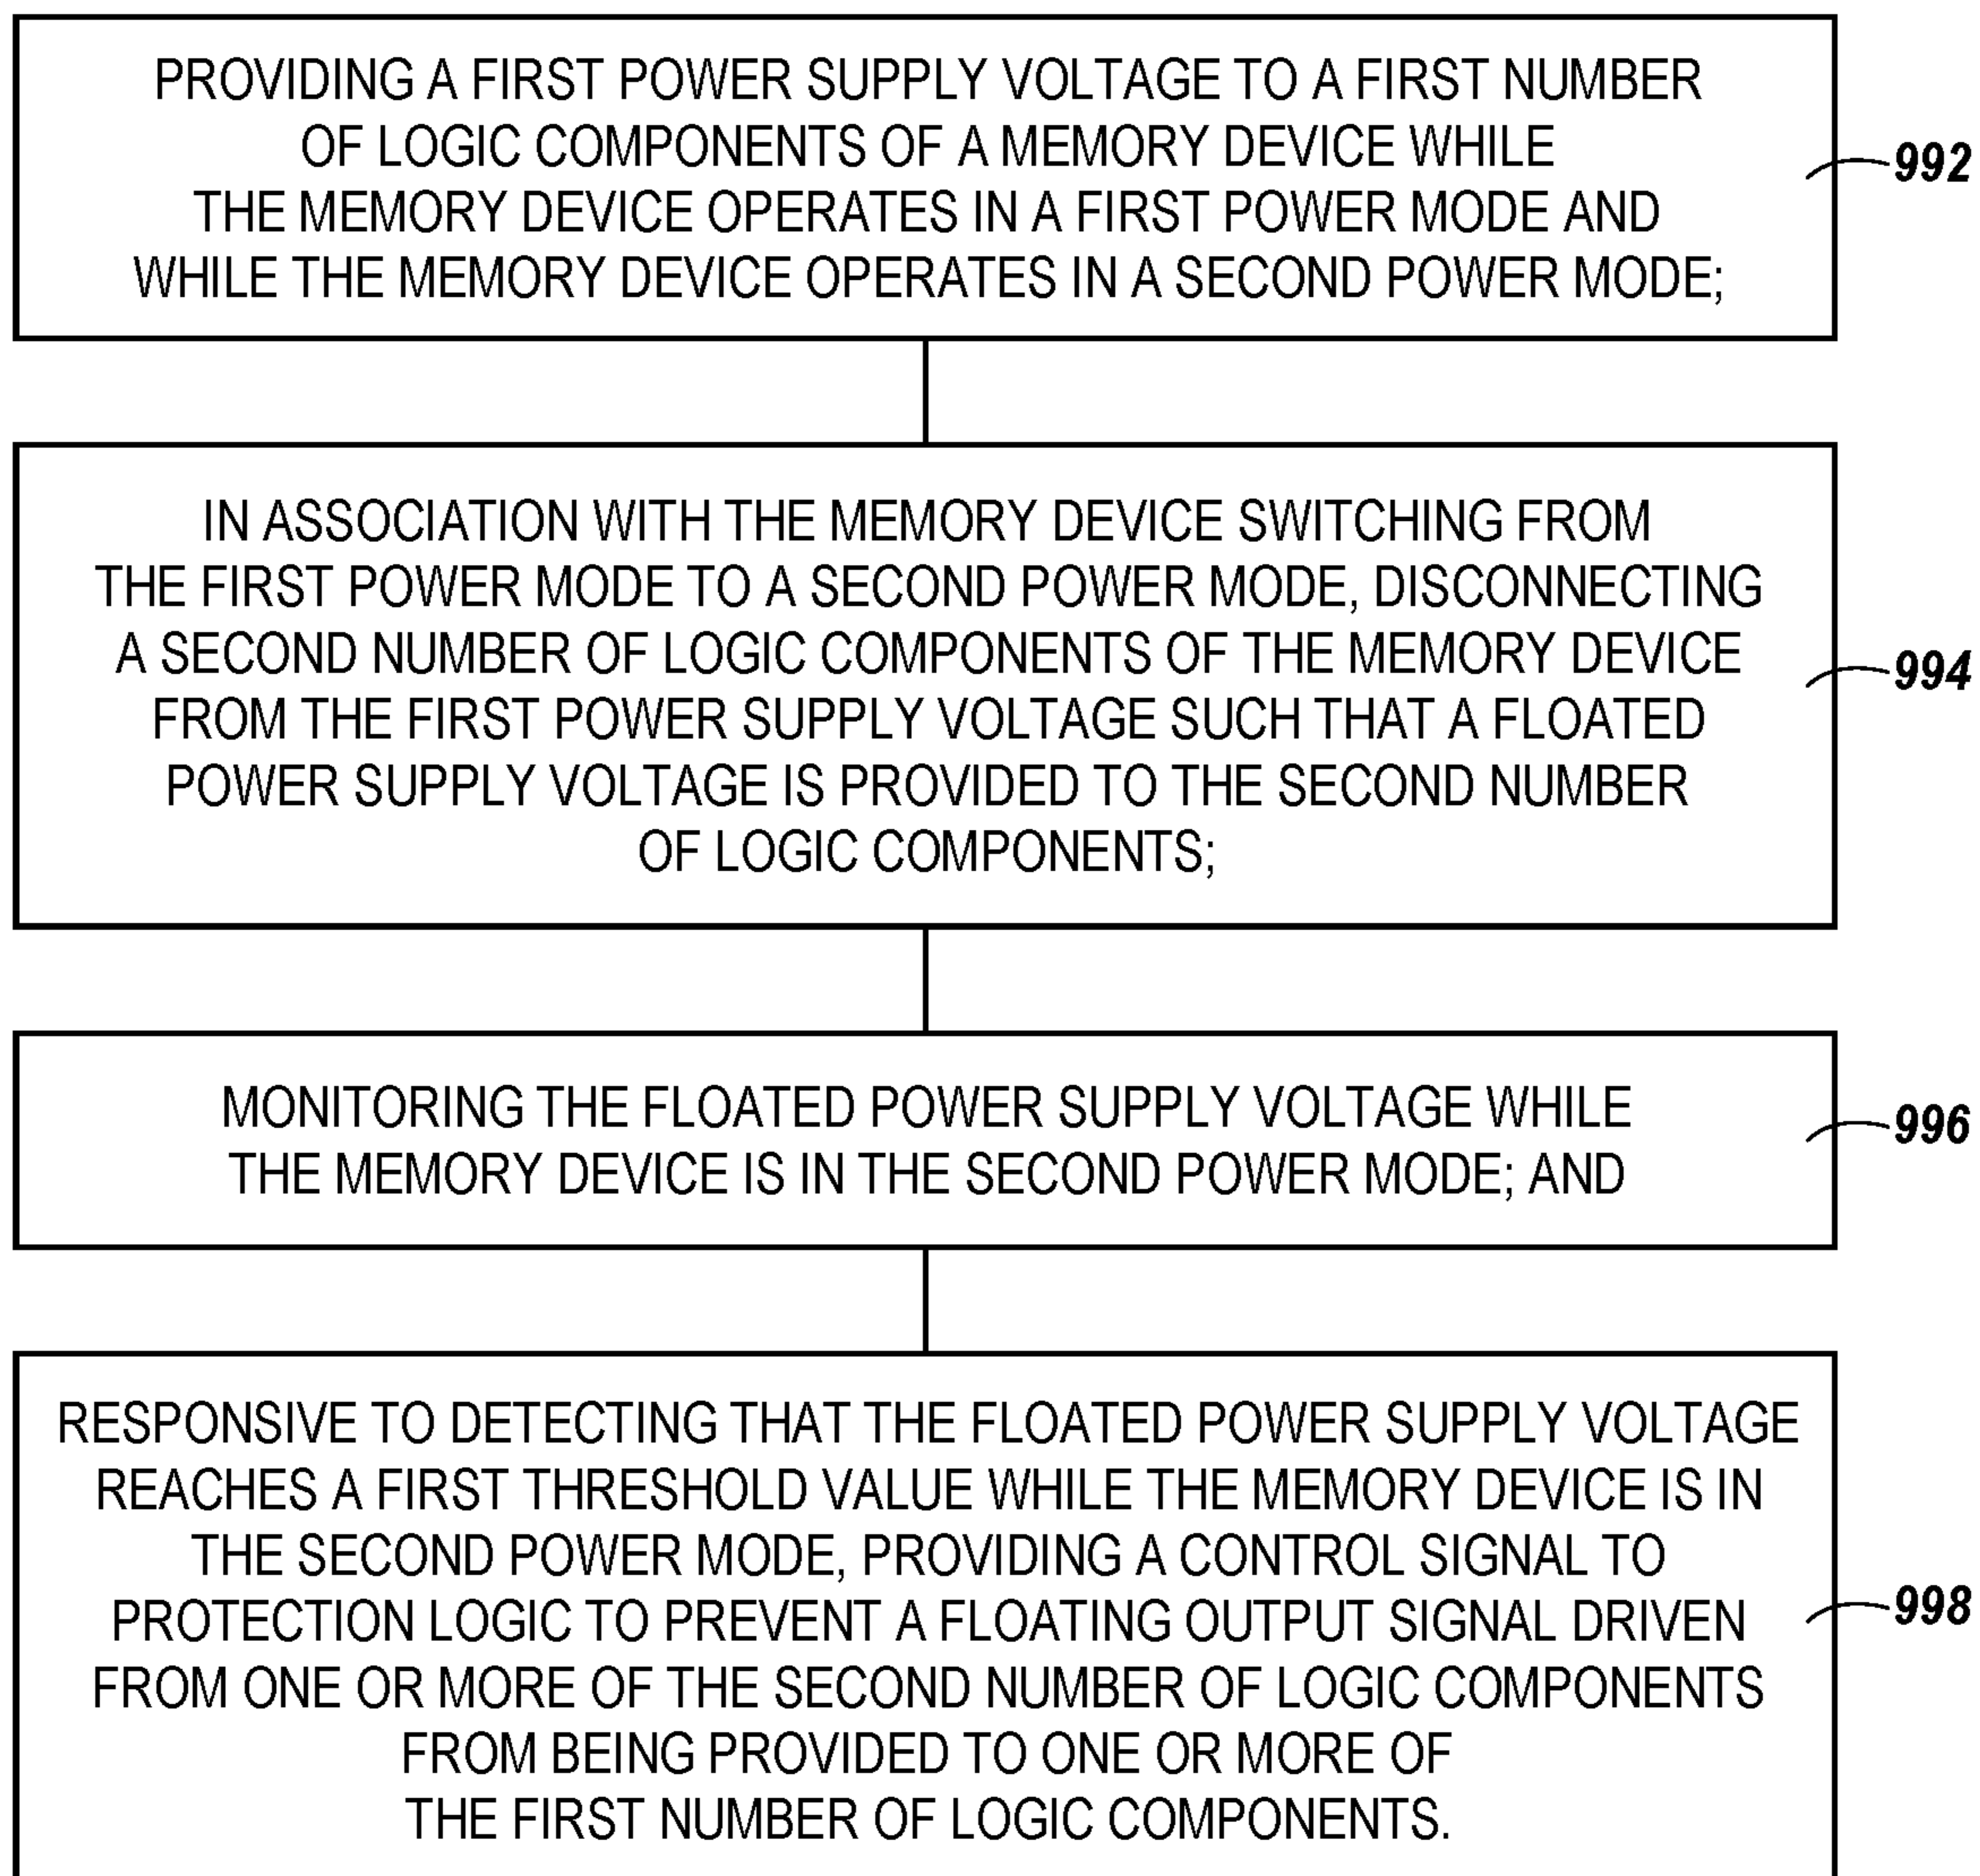 PROVIDING A FIRST POWER SUPPLY VOLTAGE TO A FIRST NUMBER
OF LOGIC COMPONENTS OF A MEMORY DEVICE WHILE
THE MEMORY DEVICE OPERATES IN A FIRST POWER MODE AND
WHILE THE MEMORY DEVICE OPERATES IN A SECOND POWER MODE;
992
IN ASSOCIATION WITH THE MEMORY DEVICE SWITCHING FROM
THE FIRST POWER MODE TO A SECOND POWER MODE, DISCONNECTING
A SECOND NUMBER OF LOGIC COMPONENTS OF THE MEMORY DEVICE
FROM THE FIRST POWER SUPPLY VOLTAGE SUCH THAT A FLOATED
POWER SUPPLY VOLTAGE IS PROVIDED TO THE SECOND NUMBER
OF LOGIC COMPONENTS;
994
MONITORING THE FLOATED POWER SUPPLY VOLTAGE WHILE
THE MEMORY DEVICE IS IN THE SECOND POWER MODE; AND
996
RESPONSIVE TO DETECTING THAT THE FLOATED POWER SUPPLY VOLTAGE
REACHES A FIRST THRESHOLD VALUE WHILE THE MEMORY DEVICE IS IN
THE SECOND POWER MODE, PROVIDING A CONTROL SIGNAL TO
PROTECTION LOGIC TO PREVENT A FLOATING OUTPUT SIGNAL DRIVEN
FROM ONE OR MORE OF THE SECOND NUMBER OF LOGIC COMPONENTS
FROM BEING PROVIDED TO ONE OR MORE OF
THE FIRST NUMBER OF LOGIC COMPONENTS.
998